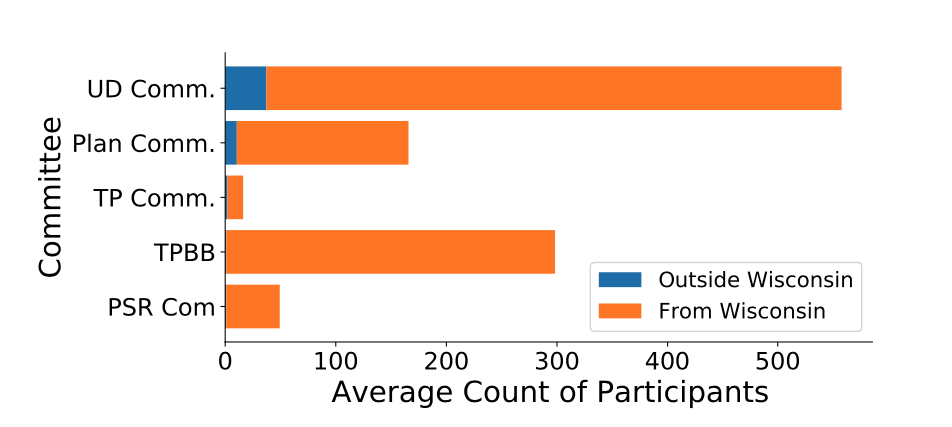 Committee
UD Comm.
Plan Comm.
TP Comm.
TPBB
PSR Com
Outside Wisconsin
From Wisconsin
0 100 200 300 400 500
Average Count of Participants